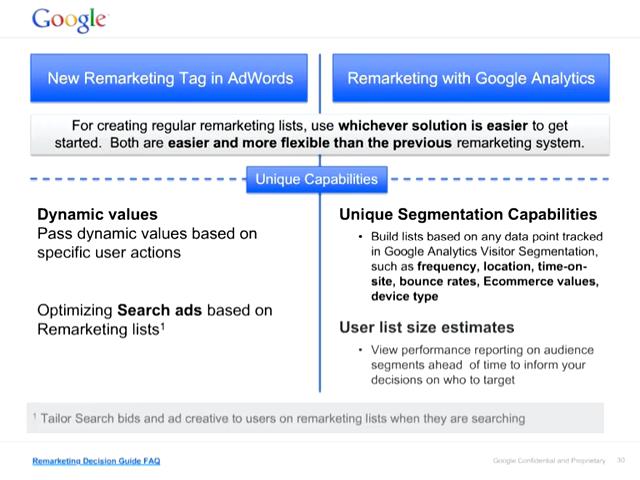 Google
New Remarketing Tag in AdWords
Remarketing with Google Analytics
For creating regular remarketing lists, use whichever solution is easier to get
started. Both are easier and more flexible than the previous remarketing system.
Unique Capabilities
Dynamic values
Pass dynamic values based on
specific user actions
Optimizing Search ads based on
Remarketing lists¹
Unique Segmentation Capabilities
• Build lists based on any data point tracked
in Google Analytics Visitor Segmentation,
such as frequency, location, time-on-
site, bounce rates, Ecommerce values,
device type
User list size estimates
• View performance reporting on audience
segments ahead of time to inform your
decisions on who to target
¹ Tailor Search bids and ad creative to users on remarketing lists when they are searching
Remarketing Decision Guide FAQ
Google Confidential and Proprietary 30